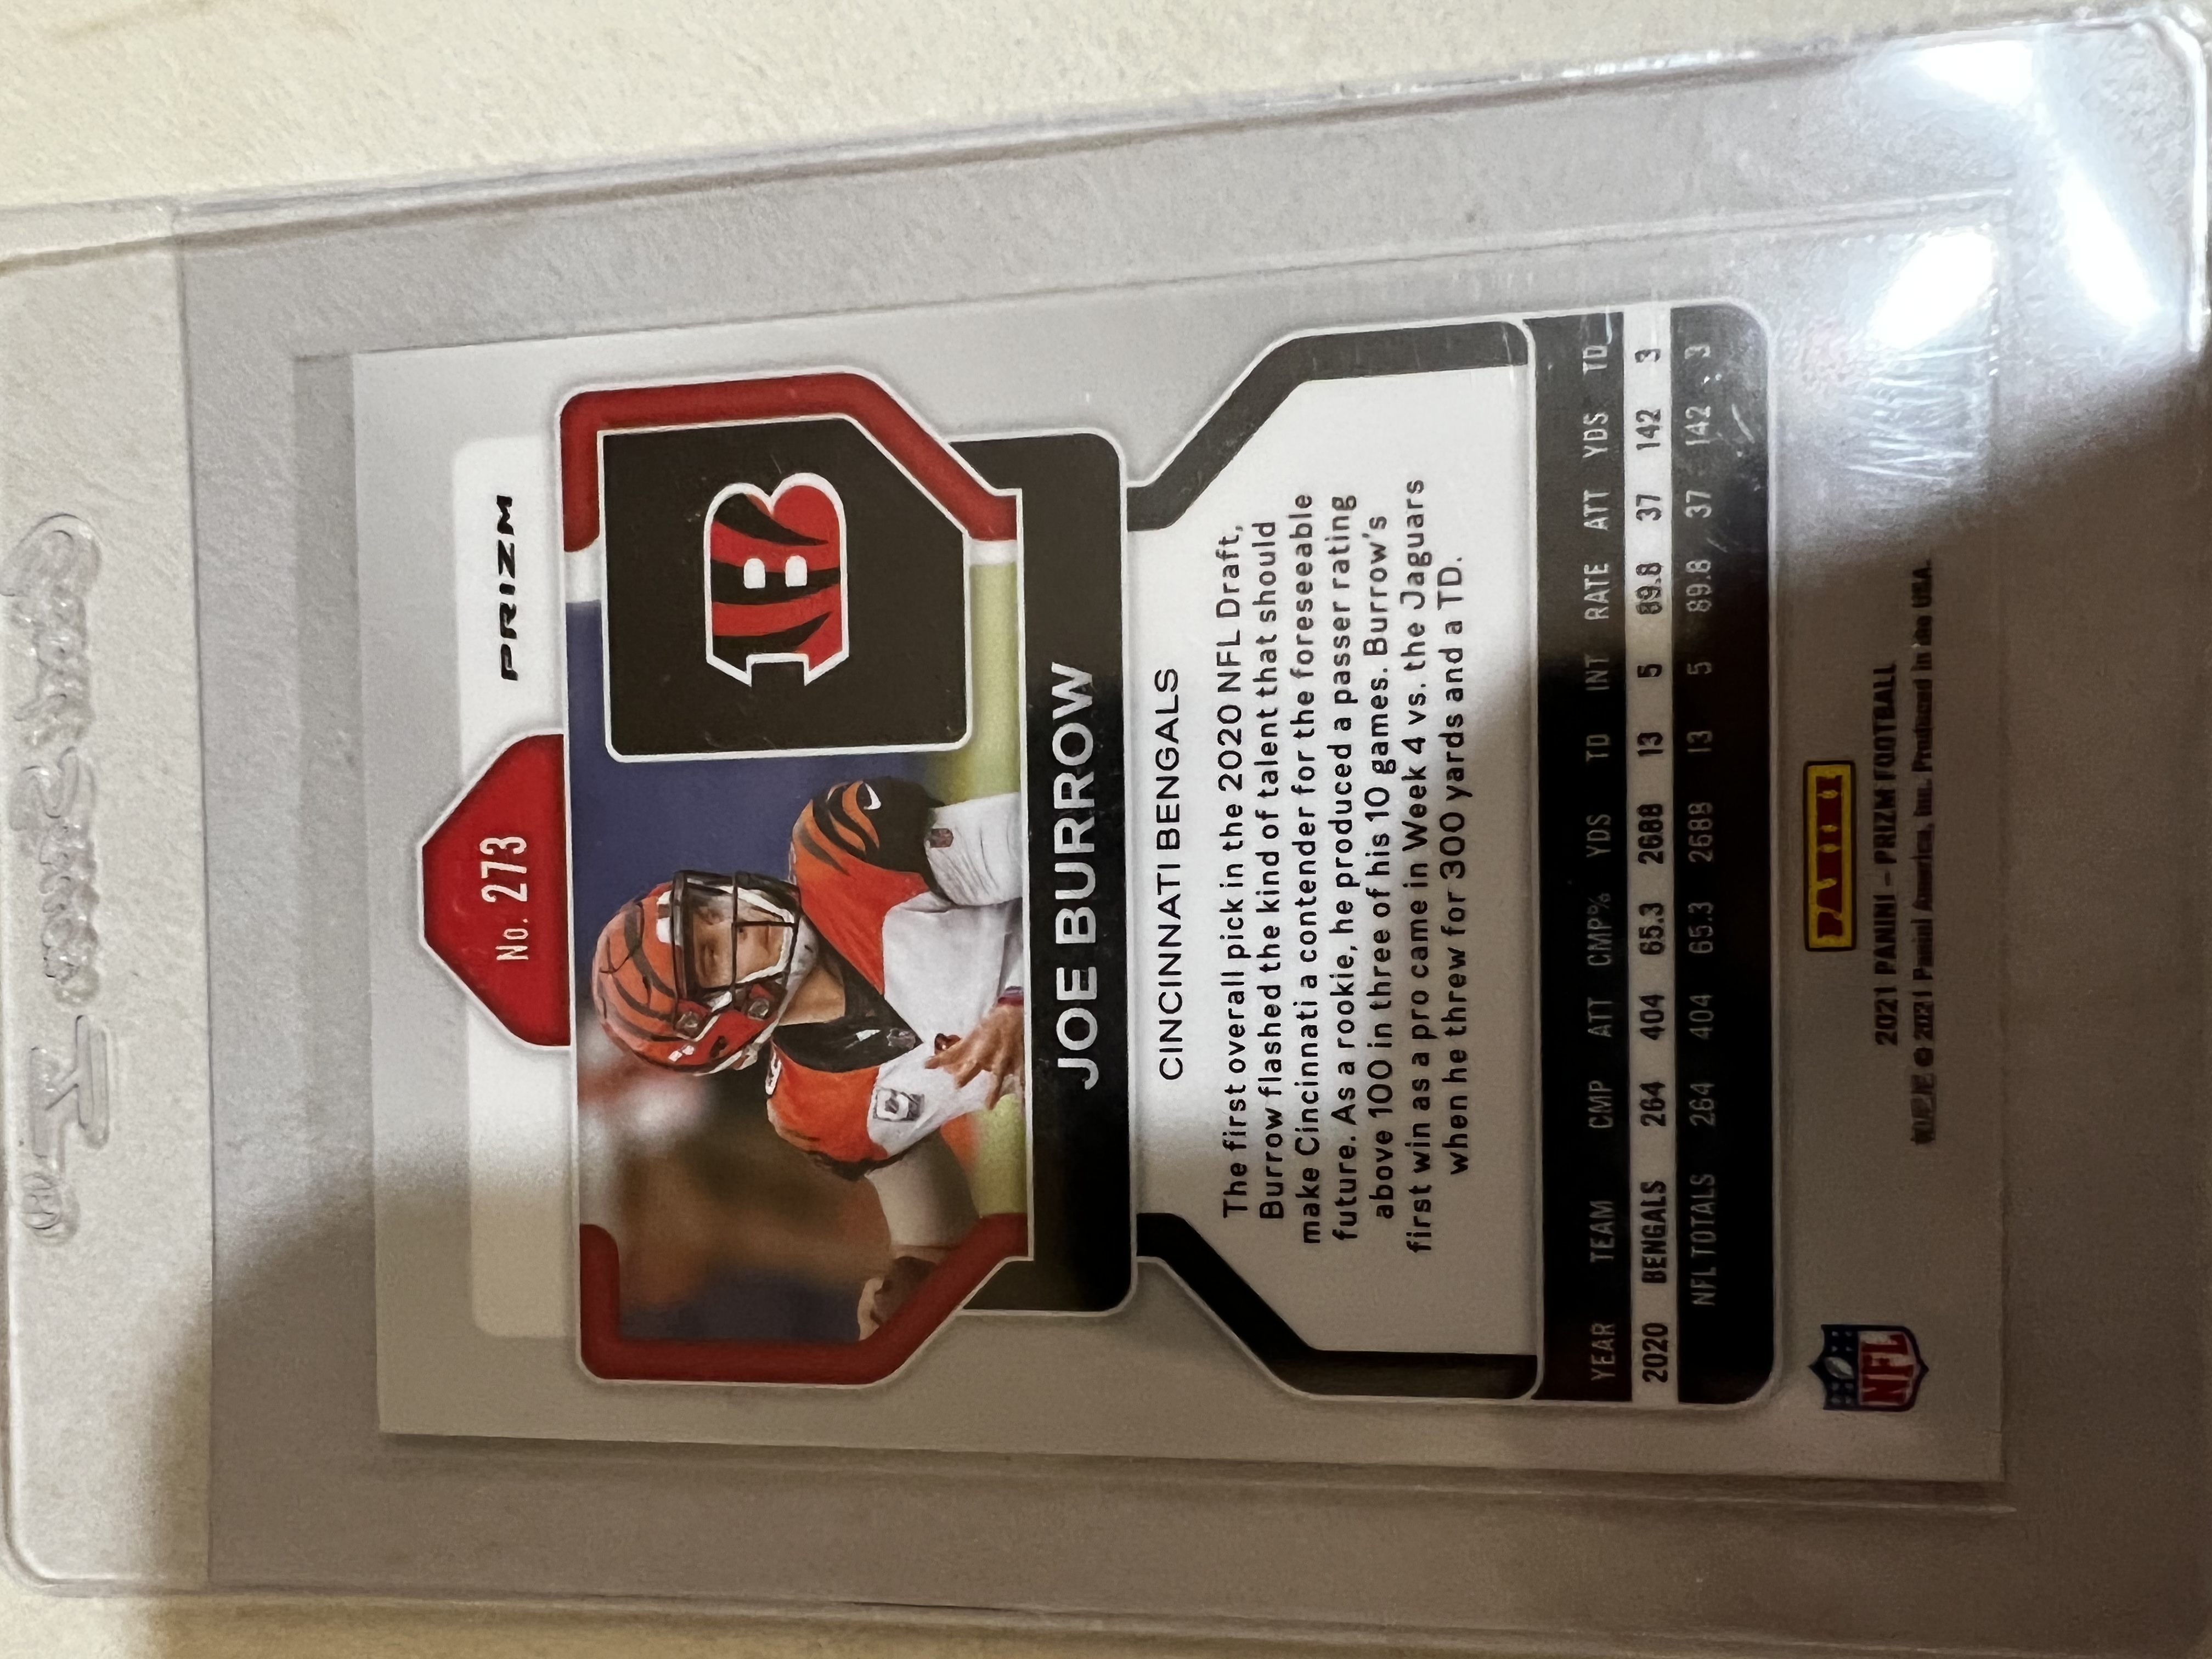 No. 273
PRIZM
JOE BURROW
CINCINNATI BENGALS
The first overall pick in the 2020 NFL Draft,
Burrow flashed the kind of talent that should
make Cincinnati a contender for the foreseeable
future. As a rookie, he produced a passer rating
above 100 in three of his 10 games. Burrow's
first win as a pro came in Week 4 vs. the Jaguars
when he threw for 300 yards and a TD.
YEAR TEAM CMP ATT CMP% YDS TD INT RATE ATT YDS TD
2020 BENGALS 264 404 65.3 2688 13 5 89.8 37 142 3
NFL TOTALS 264 404 65.3 2688 13 5 89.8 37 142 3
NFL
PANINI
2021 PANINI – PRIZM FOOTBALL
© 2021 Panini America, Inc. Produced in the USA.